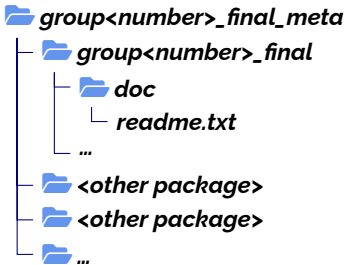 group<number>_final_meta
group<number>_final
doc
readme.txt
...
<other package>
<other package>
...